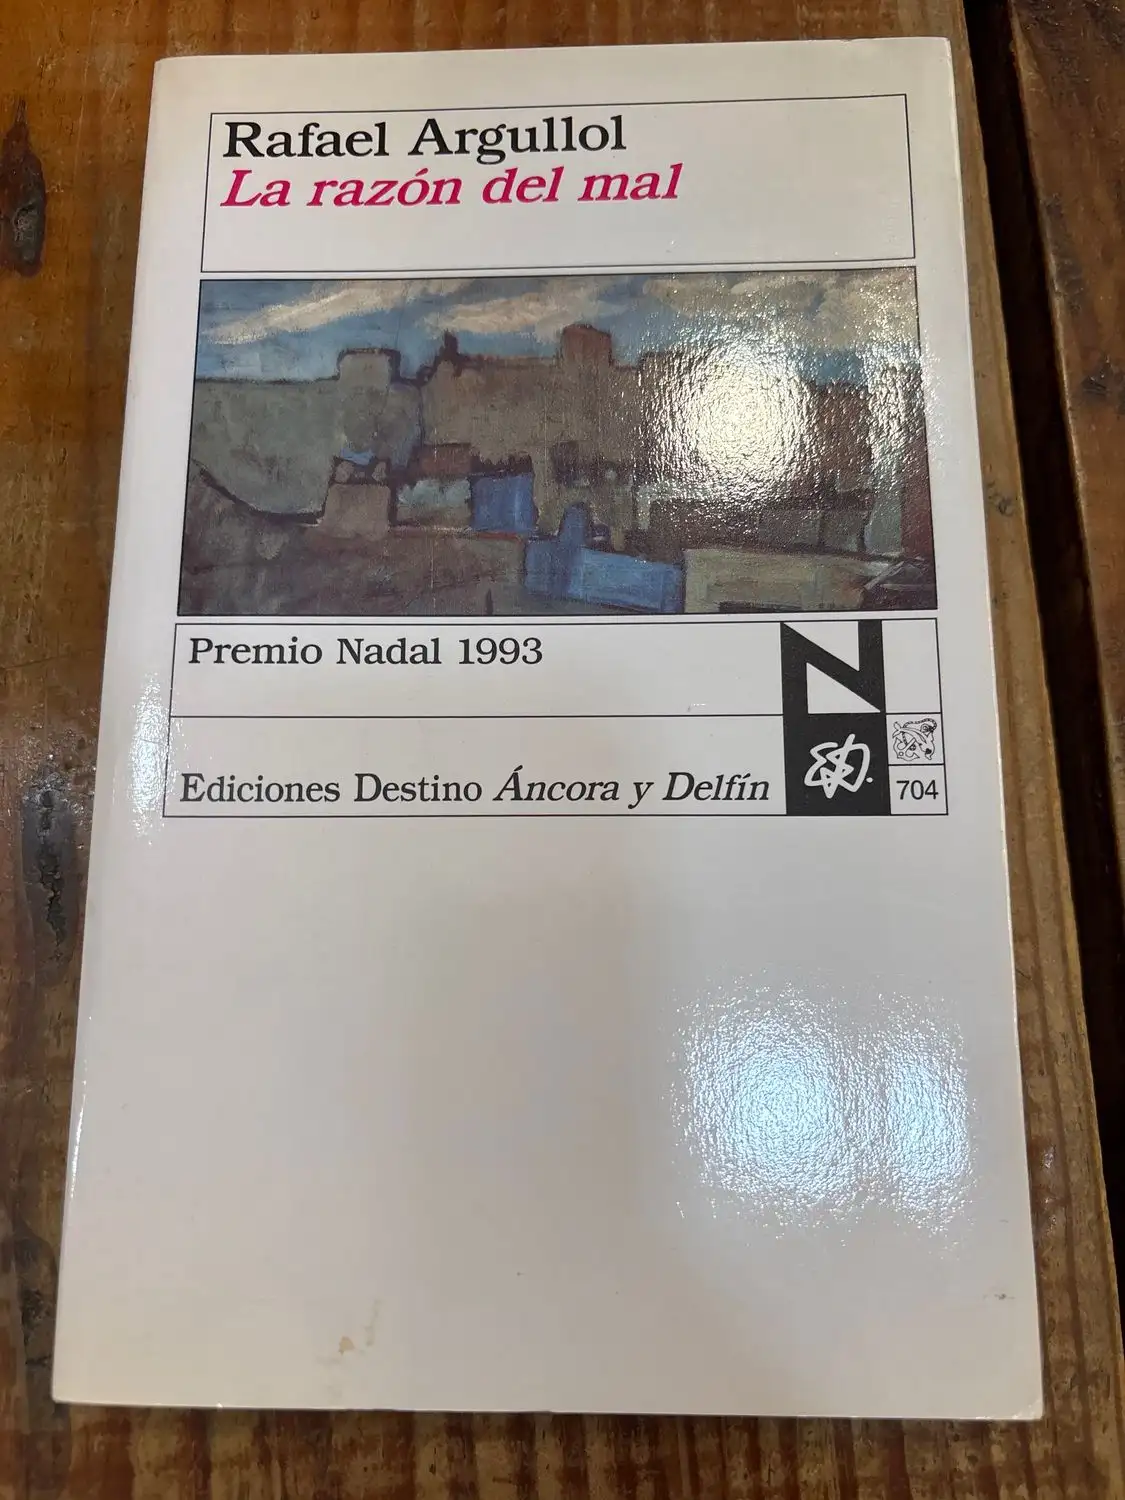 Rafael Argullol
La razón del mal
Premio Nadal 1993
N
Ediciones Destino Áncora y Delfín
704